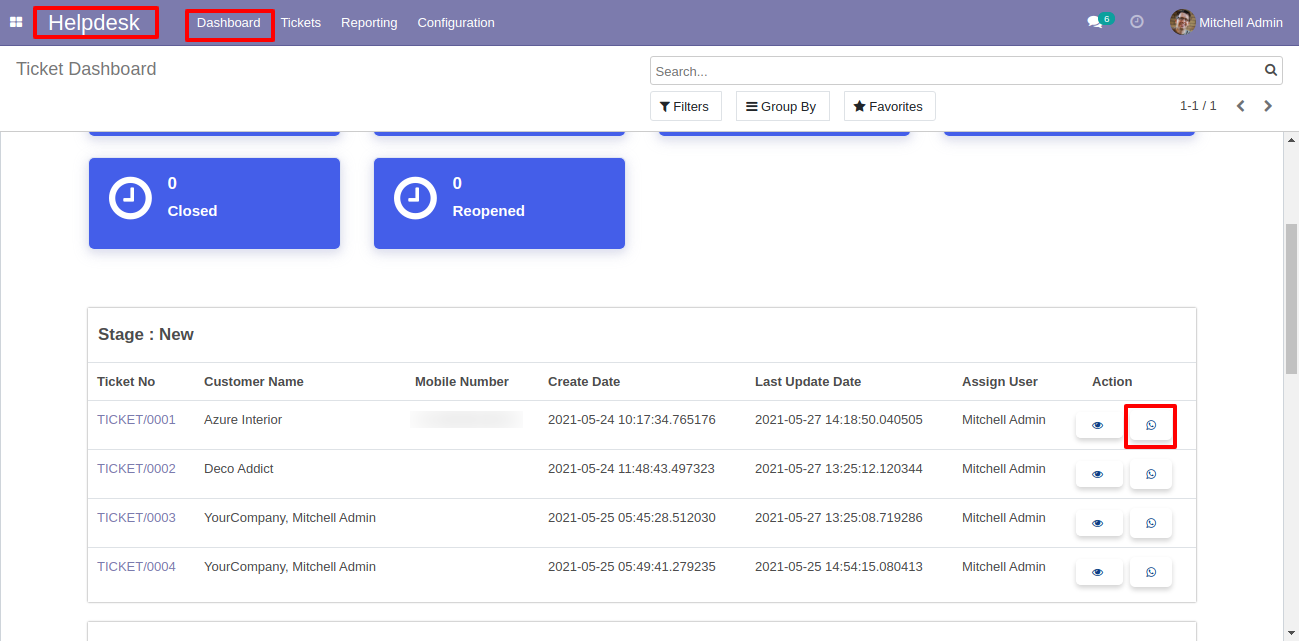 Helpdesk Dashboard Tickets Reporting Configuration 6 Mitchell Admin
Ticket Dashboard
Search...
Filters Group By Favorites 1-1 / 1
0
Closed
0
Reopened
Stage : New
Ticket No Customer Name Mobile Number Create Date Last Update Date Assign User Action
TICKET/0001 Azure Interior 2021-05-24 10:17:34.765176 2021-05-27 14:18:50.040505 Mitchell Admin
TICKET/0002 Deco Addict 2021-05-24 11:48:43.497323 2021-05-27 13:25:12.120344 Mitchell Admin
TICKET/0003 YourCompany, Mitchell Admin 2021-05-25 05:45:28.512030 2021-05-27 13:25:08.719286 Mitchell Admin
TICKET/0004 YourCompany, Mitchell Admin 2021-05-25 05:49:41.279235 2021-05-25 14:54:15.080413 Mitchell Admin